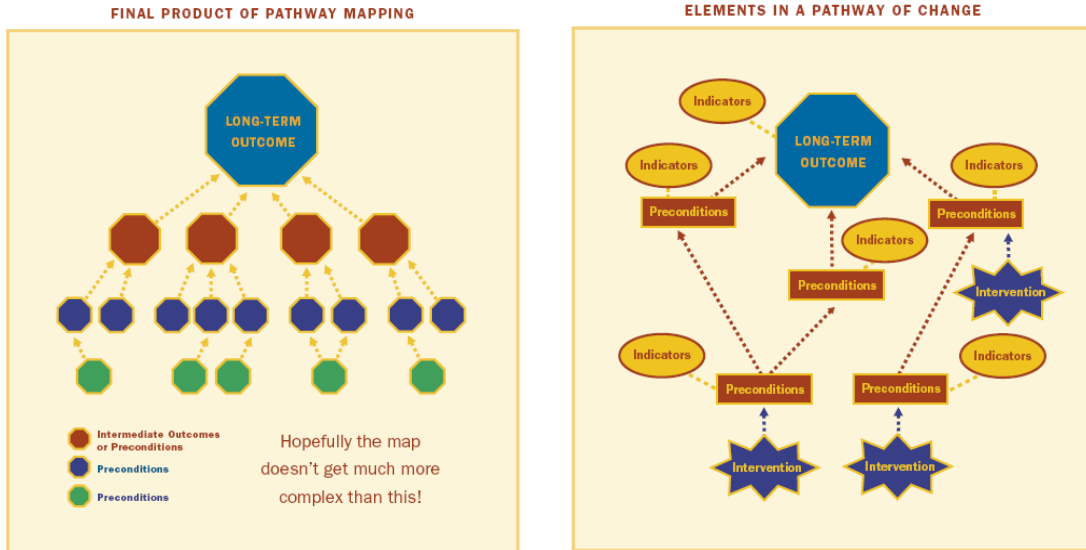 FINAL PRODUCT OF PATHWAY MAPPING
LONG-TERM
OUTCOME
Intermediate Outcomes
or Preconditions
Preconditions
Preconditions
Hopefully the map
doesn't get much more
complex than this!
ELEMENTS IN A PATHWAY OF CHANGE
Indicators
LONG-TERM
OUTCOME
Indicators
Indicators
Preconditions
Preconditions
Indicators
Preconditions
Intervention
Indicators
Indicators
Preconditions
Preconditions
Intervention
Intervention